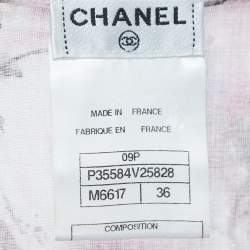 CHANEL
MADE IN FRANCE
FABRIQUE EN FRANCE
09P
P35584V25828
M6617 36
COMPOSITION